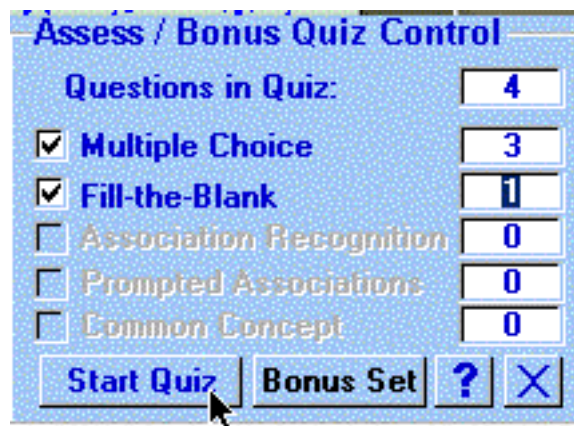 Assess / Bonus Quiz Control
Questions in Quiz: 4
Multiple Choice 3
Fill-the-Blank 1
Association Recognition 0
Prompted Associations 0
Common Concept 0
Start Quiz Bonus Set ? X